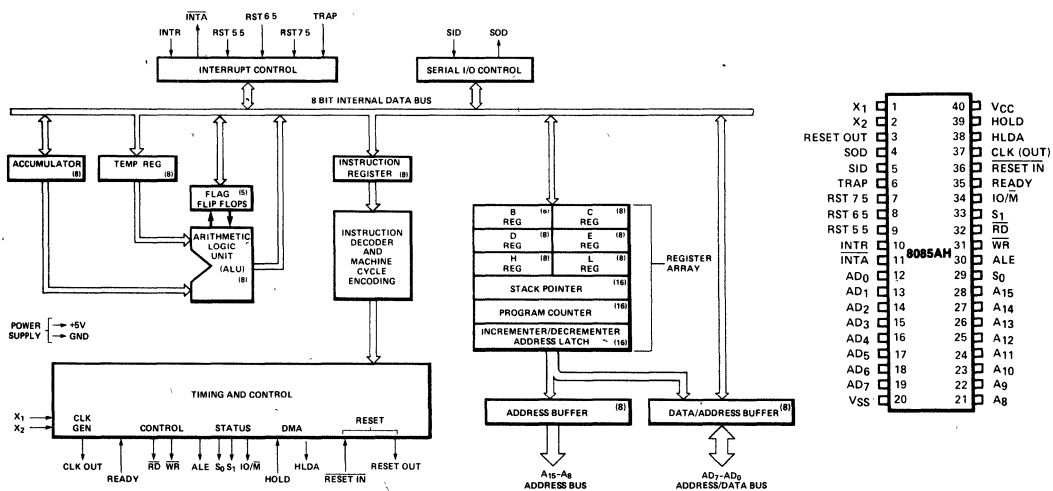 INTA
RST 6 5
TRAP
INTR
RST 5 5
RST 7 5
SID
SOD
INTERRUPT CONTROL
SERIAL I/O CONTROL
8 BIT INTERNAL DATA BUS
ACCUMULATOR
(8)
TEMP REG
(8)
INSTRUCTION
REGISTER (8)
FLAG (5)
FLIP FLOPS
ARITHMETIC
LOGIC
UNIT
(ALU)
(8)
INSTRUCTION
DECODER
AND
MACHINE
CYCLE
ENCODING
B (8)
REG
C (8)
REG
D (8)
REG
E (8)
REG
H (8)
REG
L (8)
REG
STACK POINTER (16)
PROGRAM COUNTER (16)
INCREMENTER/DECREMENTER
ADDRESS LATCH (16)
REGISTER
ARRAY
POWER
SUPPLY
+5V
GND
TIMING AND CONTROL
X1
X2
CLK
GEN
CONTROL
STATUS
DMA
RESET
CLK OUT
READY
RD
WR
ALE
S0
S1
IO/M
HOLD
HLDA
RESET IN
RESET OUT
ADDRESS BUFFER (8)
DATA/ADDRESS BUFFER (8)
A15-A8
ADDRESS BUS
AD7-AD0
ADDRESS/DATA BUS
X1 1 40 VCC
X2 2 39 HOLD
RESET OUT 3 38 HLDA
SOD 4 37 CLK (OUT)
SID 5 36 RESET IN
TRAP 6 35 READY
RST 7 5 7 34 IO/M
RST 6 5 8 33 S1
RST 5 5 9 32 RD
INTR 10 31 WR
INTA 11 8085AH 30 ALE
AD0 12 29 S0
AD1 13 28 A15
AD2 14 27 A14
AD3 15 26 A13
AD4 16 25 A12
AD5 17 24 A11
AD6 18 23 A10
AD7 19 22 A9
VSS 20 21 A8